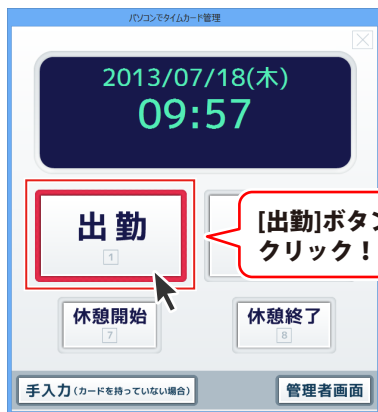 パソコンでタイムカード管理
2013/07/18(木)
09:57
出勤
1
[出勤]ボタン
クリック！
休憩開始
7
休憩終了
8
手入力(カードを持っていない場合)
管理者画面